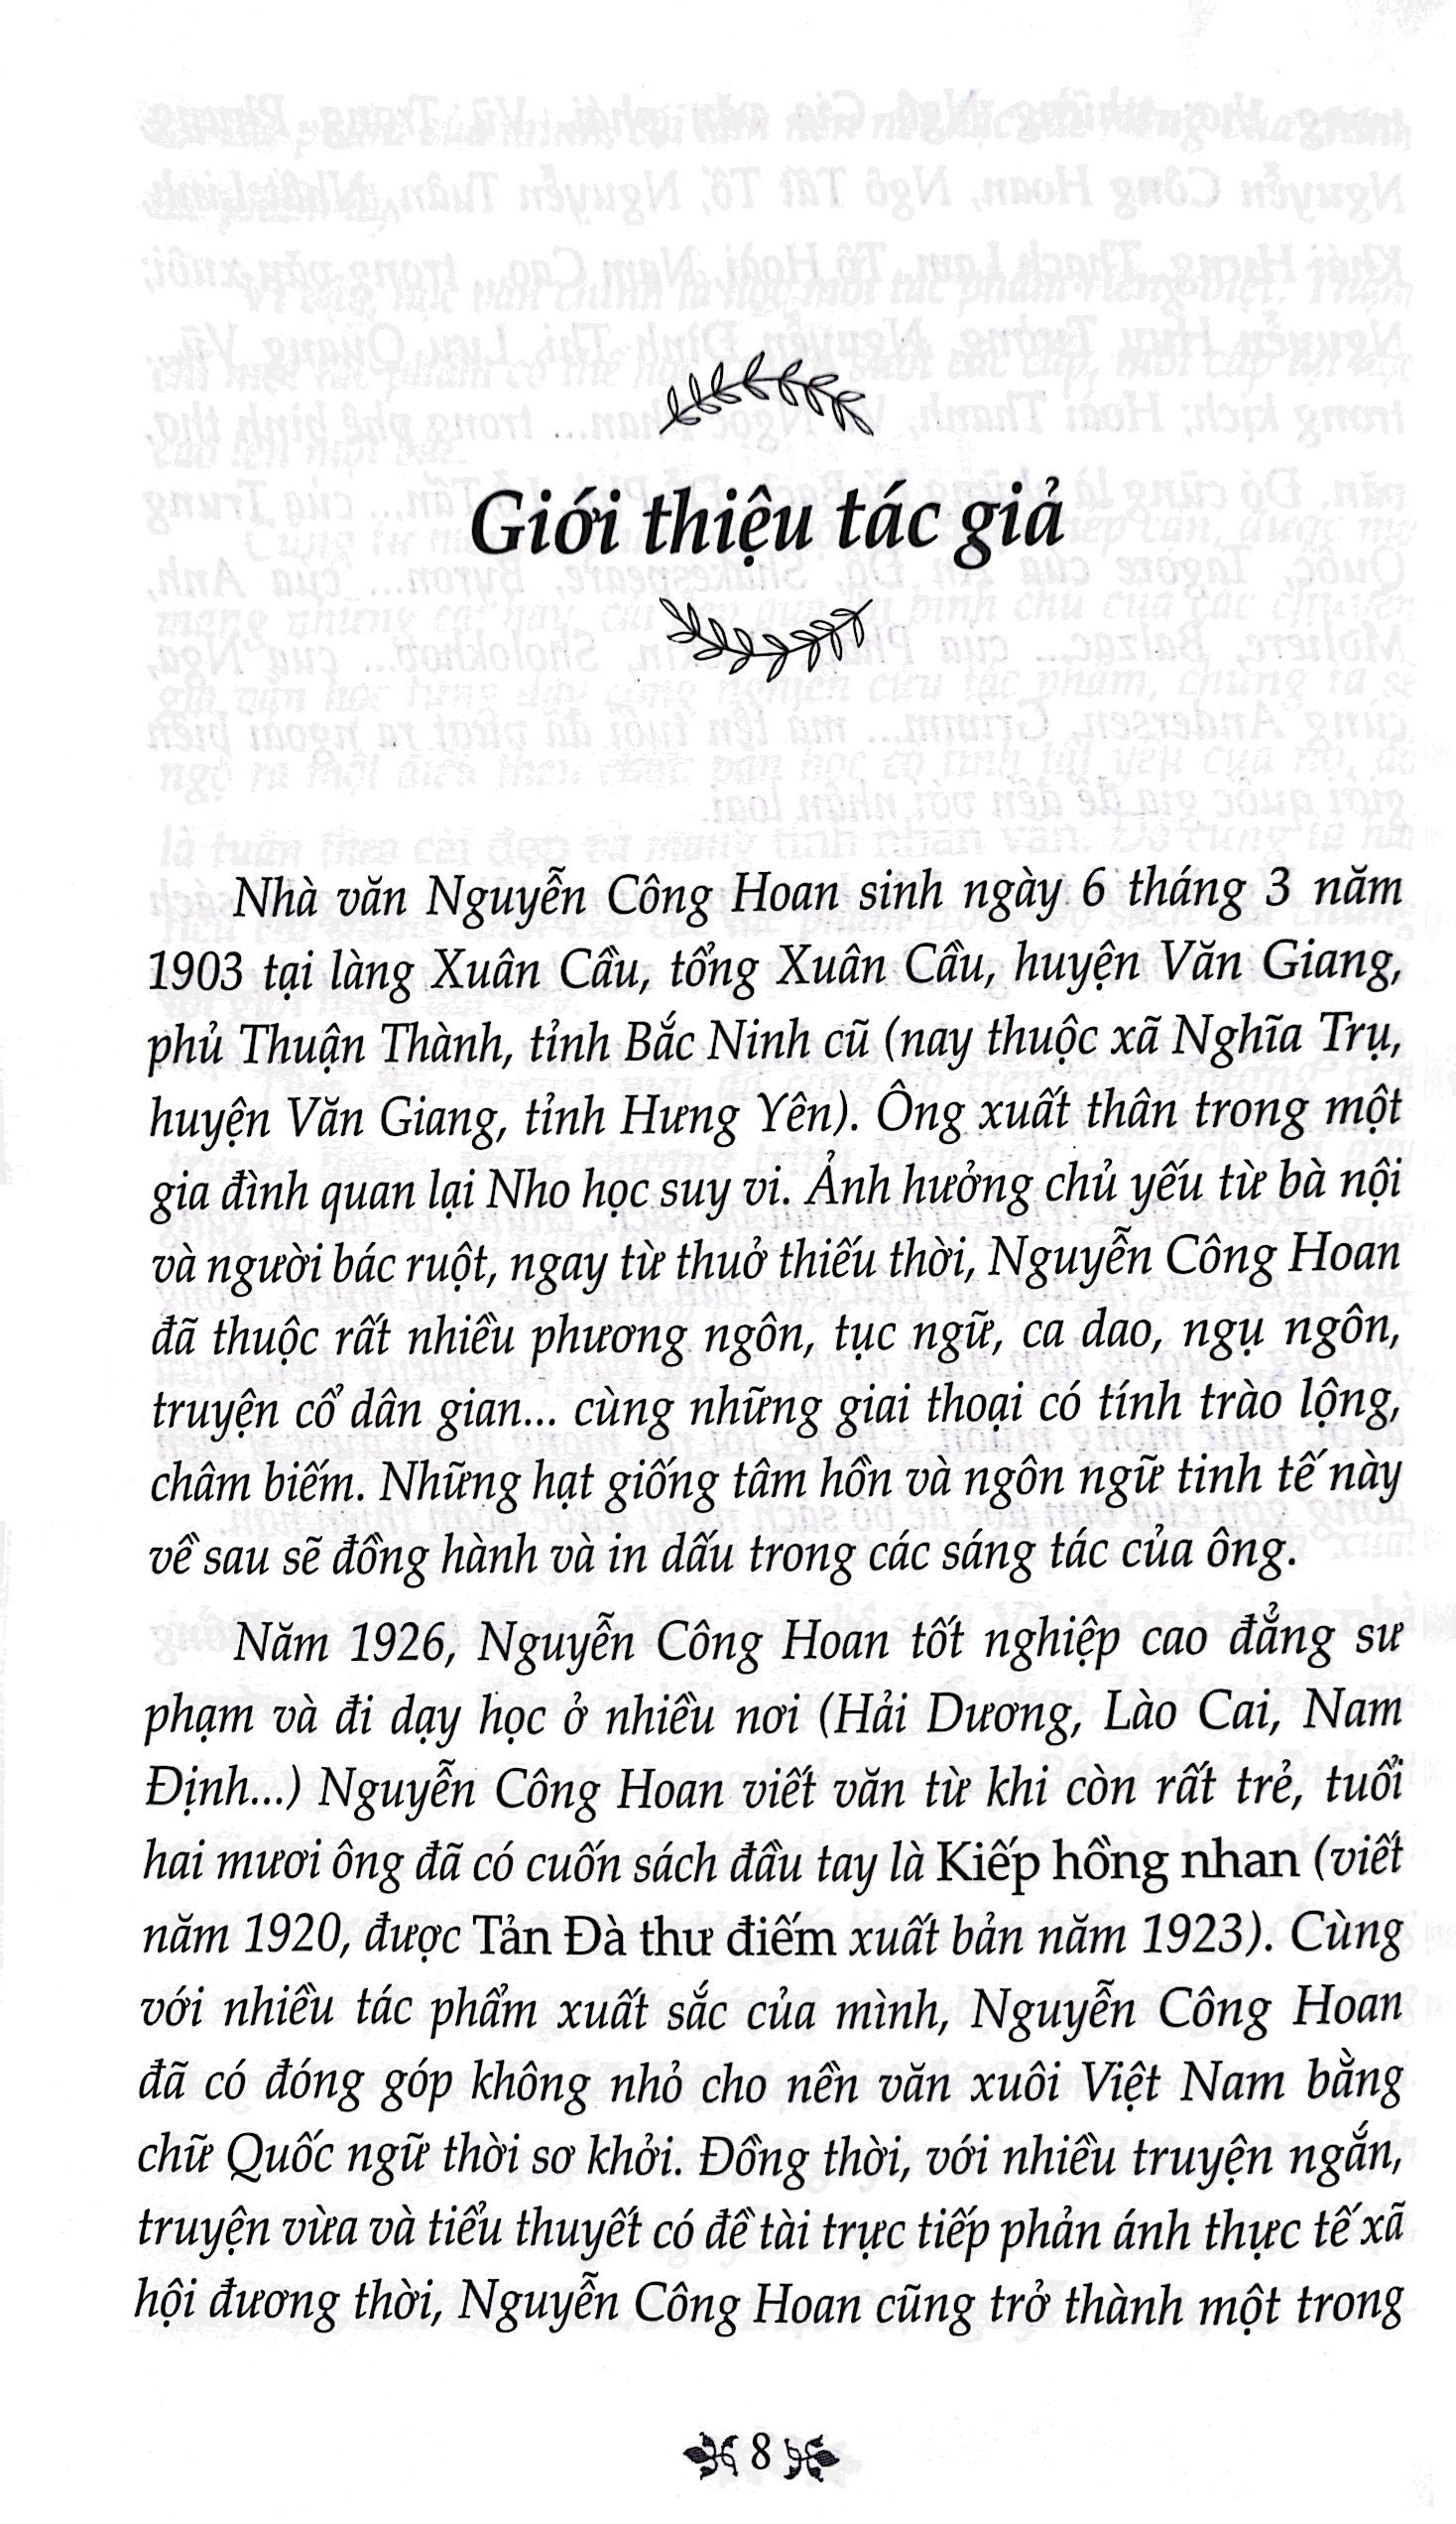 Giới thiệu tác giả
Nhà văn Nguyễn Công Hoan sinh ngày 6 tháng 3 năm
1903 tại làng Xuân Cầu, tổng Xuân Cầu, huyện Văn Giang,
phủ Thuận Thành, tỉnh Bắc Ninh cũ (nay thuộc xã Nghĩa Trụ,
huyện Văn Giang, tỉnh Hưng Yên). Ông xuất thân trong một
gia đình quan lại Nho học suy vi. Ảnh hưởng chủ yếu từ bà nội
và người bác ruột, ngay từ thuở thiếu thời, Nguyễn Công Hoan
đã thuộc rất nhiều phương ngôn, tục ngữ, ca dao, ngụ ngôn,
truyện cổ dân gian... cùng những giai thoại có tính trào lộng,
châm biếm. Những hạt giống tâm hồn và ngôn ngữ tinh tế này
về sau sẽ đồng hành và in dấu trong các sáng tác của ông.
Năm 1926, Nguyễn Công Hoan tốt nghiệp cao đẳng sư
phạm và đi dạy học ở nhiều nơi (Hải Dương, Lào Cai, Nam
Định...) Nguyễn Công Hoan viết văn từ khi còn rất trẻ, tuổi
hai mươi ông đã có cuốn sách đầu tay là Kiếp hồng nhan (viết
năm 1920, được Tản Đà thư điếm xuất bản năm 1923). Cùng
với nhiều tác phẩm xuất sắc của mình, Nguyễn Công Hoan
đã có đóng góp không nhỏ cho nền văn xuôi Việt Nam bằng
chữ Quốc ngữ thời sơ khởi. Đồng thời, với nhiều truyện ngắn,
truyện vừa và tiểu thuyết có đề tài trực tiếp phản ánh thực tế xã
hội đương thời, Nguyễn Công Hoan cũng trở thành một trong
8